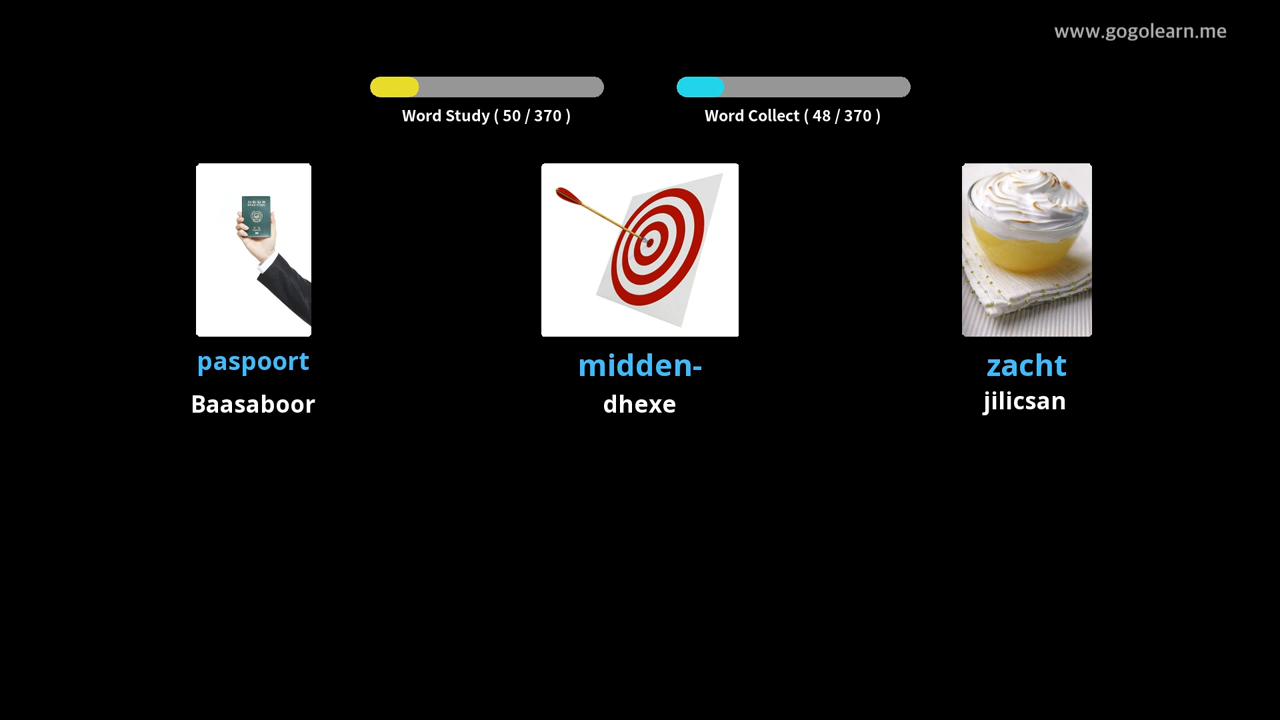 www.gogolearn.me
Word Study ( 50 / 370 )
Word Collect ( 48 / 370 )
paspoort
midden-
zacht
Baasaboor
dhexe
jilicsan